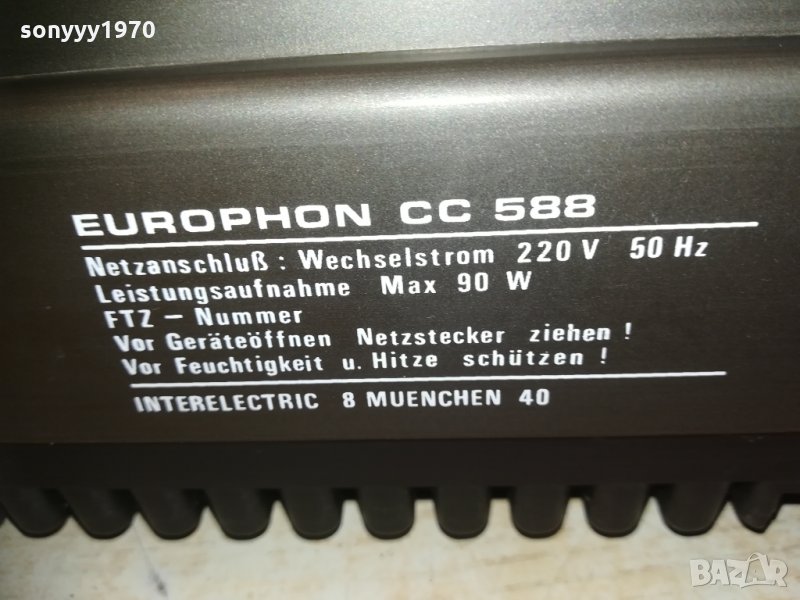 sonyyy1970
EUROPHON CC 588
Netzanschluß: Wechselstrom 220 V 50 Hz
Leistungsaufnahme Max 90 W
FTZ – Nummer
Vor Geräteöffnen Netzstecker ziehen!
Vor Feuchtigkeit u. Hitze schützen!
INTERELECTRIC 8 MUENCHEN 40
BAZAR